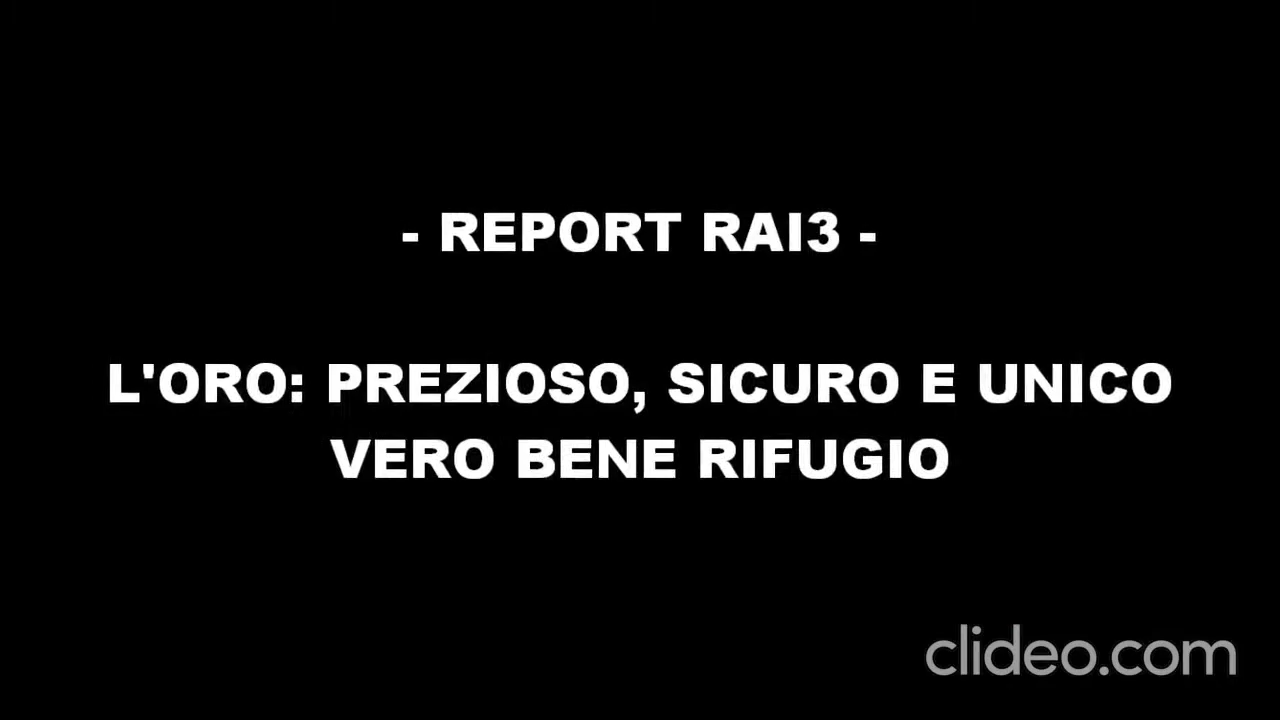 - REPORT RAI3 -
L'ORO: PREZIOSO, SICURO E UNICO
VERO BENE RIFUGIO
clideo.com